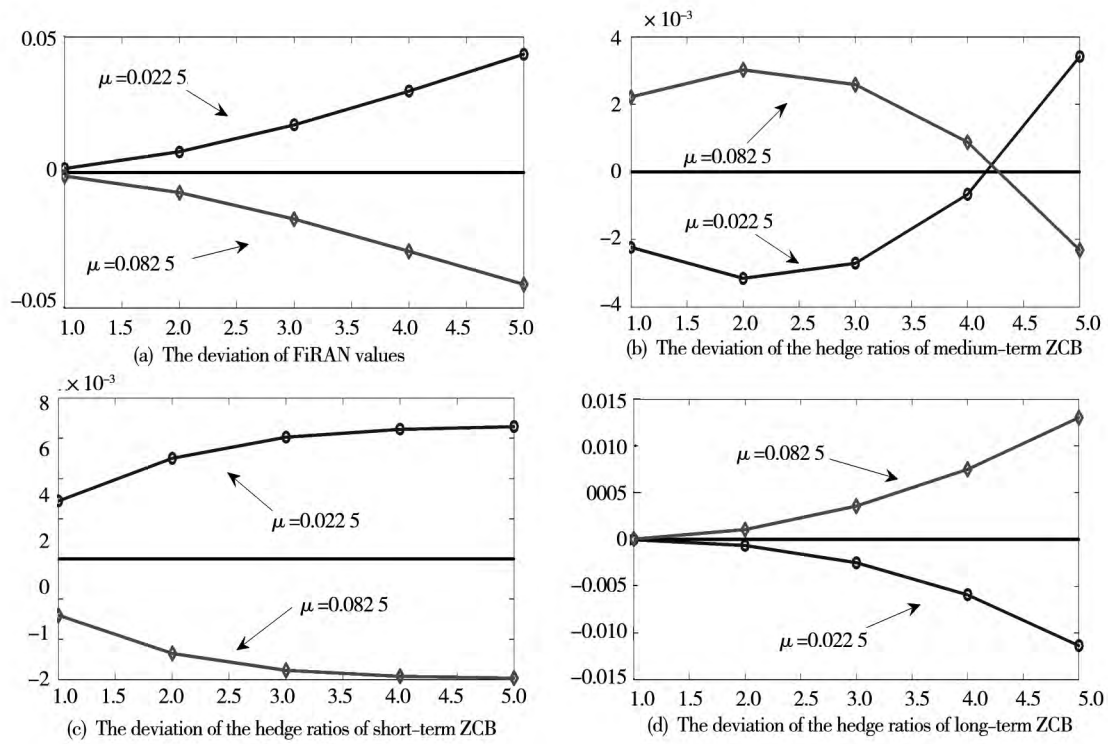 0.05
μ=0.022 5
0
μ=0.082 5
−0.05
1.0 1.5 2.0 2.5 3.0 3.5 4.0 4.5 5.0
(a) The deviation of FiRAN values
× 10⁻³
4
2
μ=0.082 5
0
μ=0.022 5
−2
−4
1.0 1.5 2.0 2.5 3.0 3.5 4.0 4.5 5.0
(b) The deviation of the hedge ratios of medium-term ZCB
× 10⁻³
8
6
4
μ=0.022 5
2
0
μ=0.082 5
−1
−2
1.0 1.5 2.0 2.5 3.0 3.5 4.0 4.5 5.0
(c) The deviation of the hedge ratios of short-term ZCB
0.015
0.010
μ=0.082 5
0005
0
−0.005
−0.010
μ=0.022 5
−0.015
1.0 1.5 2.0 2.5 3.0 3.5 4.0 4.5 5.0
(d) The deviation of the hedge ratios of long-term ZCB